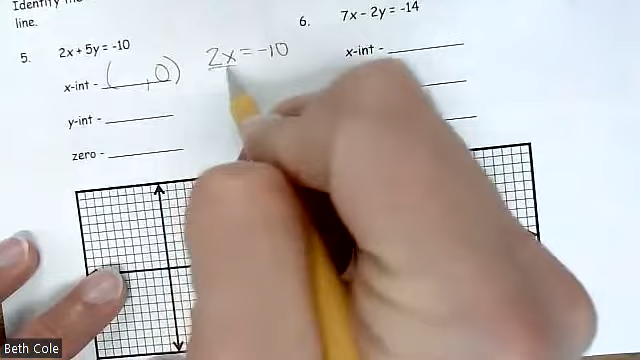 Identify the
line.
5. 2x + 5y = -10
2x = -10
x-int - ( , 0)
y-int -
zero -
6. 7x - 2y = -14
x-int -
Beth Cole